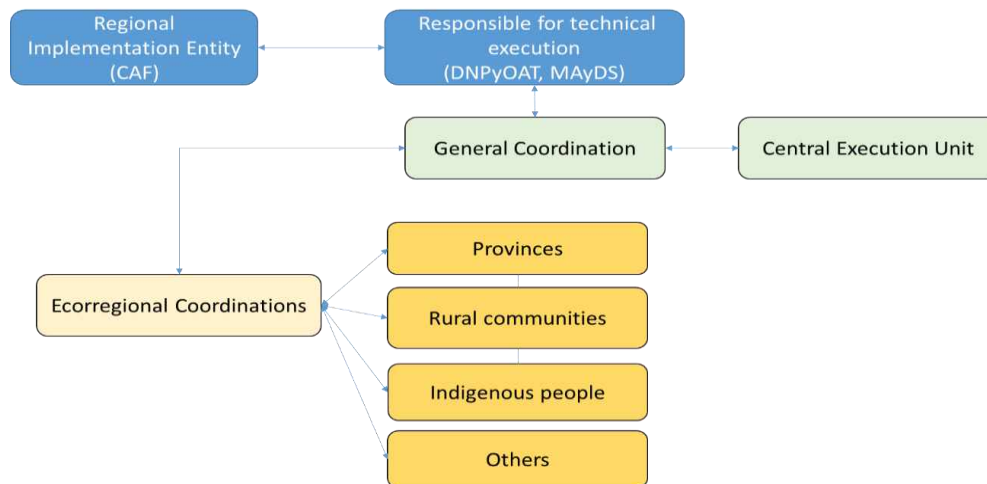 Regional
Implementation Entity
(CAF)
Responsible for technical
execution
(DNPyOAT, MAyDS)
General Coordination
Central Execution Unit
Provinces
Ecorregional Coordinations
Rural communities
Indigenous people
Others